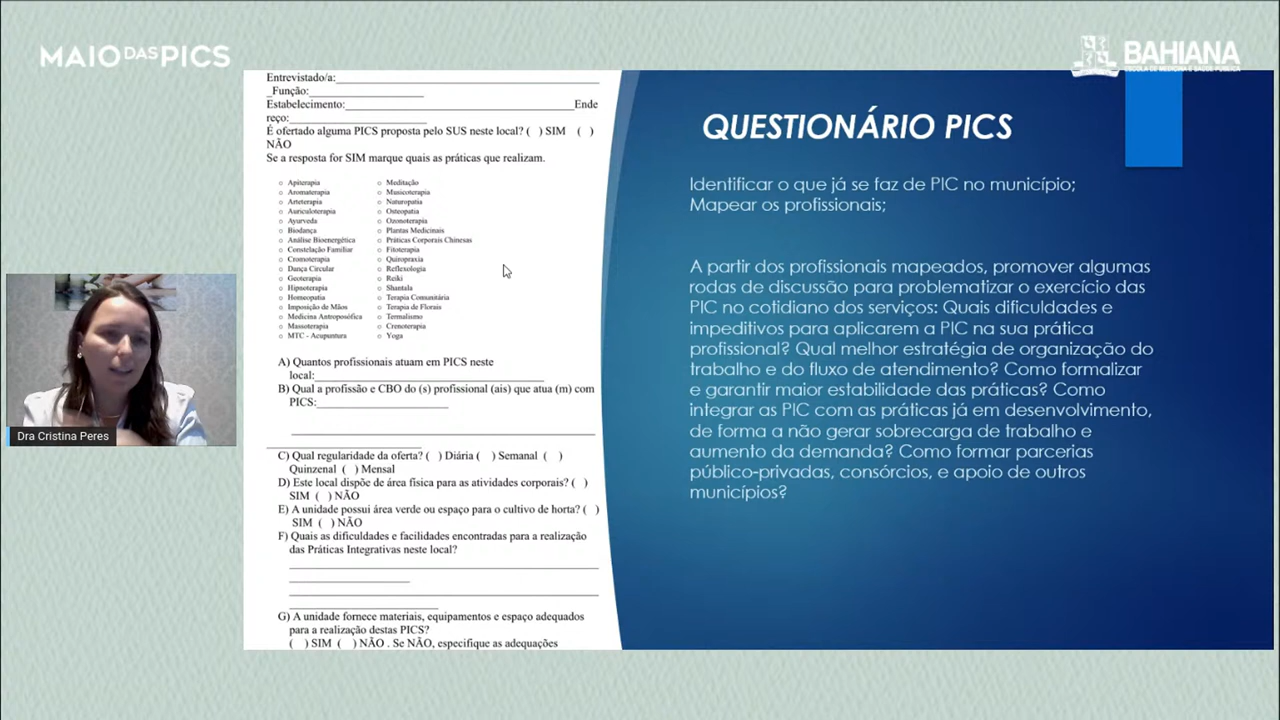 MAIO DAS PICS
BAHIANA
ESCOLA DE MEDICINA E SAÚDE PÚBLICA
Entrevistado/a:
_Função:
Estabelecimento: Ende
reço:
É ofertado alguma PICS proposta pelo SUS neste local? ( ) SIM ( )
NÃO
Se a resposta for SIM marque quais as práticas que realizam.
o Apiterapia
o Aromaterapia
o Arteterapia
o Auriculoterapia
o Ayurveda
o Biodança
o Análise Bioenergética
o Constelação Familiar
o Cromoterapia
o Dança Circular
o Geoterapia
o Hipnoterapia
o Homeopatia
o Imposição de Mãos
o Medicina Antroposófica
o Massoterapia
o MTC - Acupuntura
o Meditação
o Musicoterapia
o Naturopatia
o Osteopatia
o Ozonoterapia
o Plantas Medicinais
o Práticas Corporais Chinesas
o Fitoterapia
o Quiropraxia
o Reflexologia
o Reiki
o Shantala
o Terapia Comunitária
o Terapia de Florais
o Termalismo
o Crenoterapia
o Yoga
A) Quantos profissionais atuam em PICS neste
local:
B) Qual a profissão e CBO do (s) profissional (ais) que atua (m) com
PICS:
C) Qual regularidade da oferta? ( ) Diária ( ) Semanal ( )
Quinzenal ( ) Mensal
D) Este local dispõe de área física para as atividades corporais? ( )
SIM ( ) NÃO
E) A unidade possui área verde ou espaço para o cultivo de horta? ( )
SIM ( ) NÃO
F) Quais as dificuldades e facilidades encontradas para a realização
das Práticas Integrativas neste local?
G) A unidade fornece materiais, equipamentos e espaço adequados
para a realização destas PICS?
( ) SIM ( ) NÃO . Se NÃO, especifique as adequações
QUESTIONÁRIO PICS
Identificar o que já se faz de PIC no município;
Mapear os profissionais;
A partir dos profissionais mapeados, promover algumas
rodas de discussão para problematizar o exercício das
PIC no cotidiano dos serviços: Quais dificuldades e
impeditivos para aplicarem a PIC na sua prática
profissional? Qual melhor estratégia de organização do
trabalho e do fluxo de atendimento? Como formalizar
e garantir maior estabilidade das práticas? Como
integrar as PIC com as práticas já em desenvolvimento,
de forma a não gerar sobrecarga de trabalho e
aumento da demanda? Como formar parcerias
público-privadas, consórcios, e apoio de outros
municípios?
Dra Cristina Peres